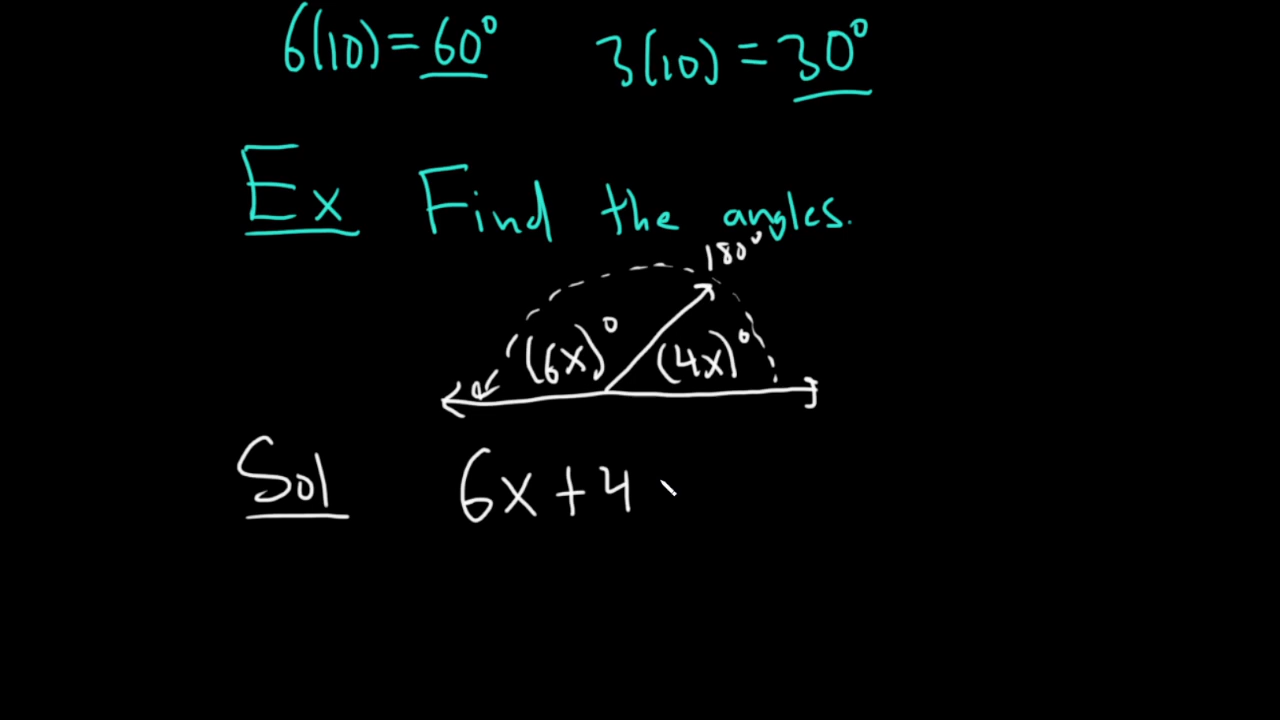 6(10) = 60° 3(10) = 30°
Ex Find the angles.
180°
(6x)° (4x)°
Sol 6x + 4